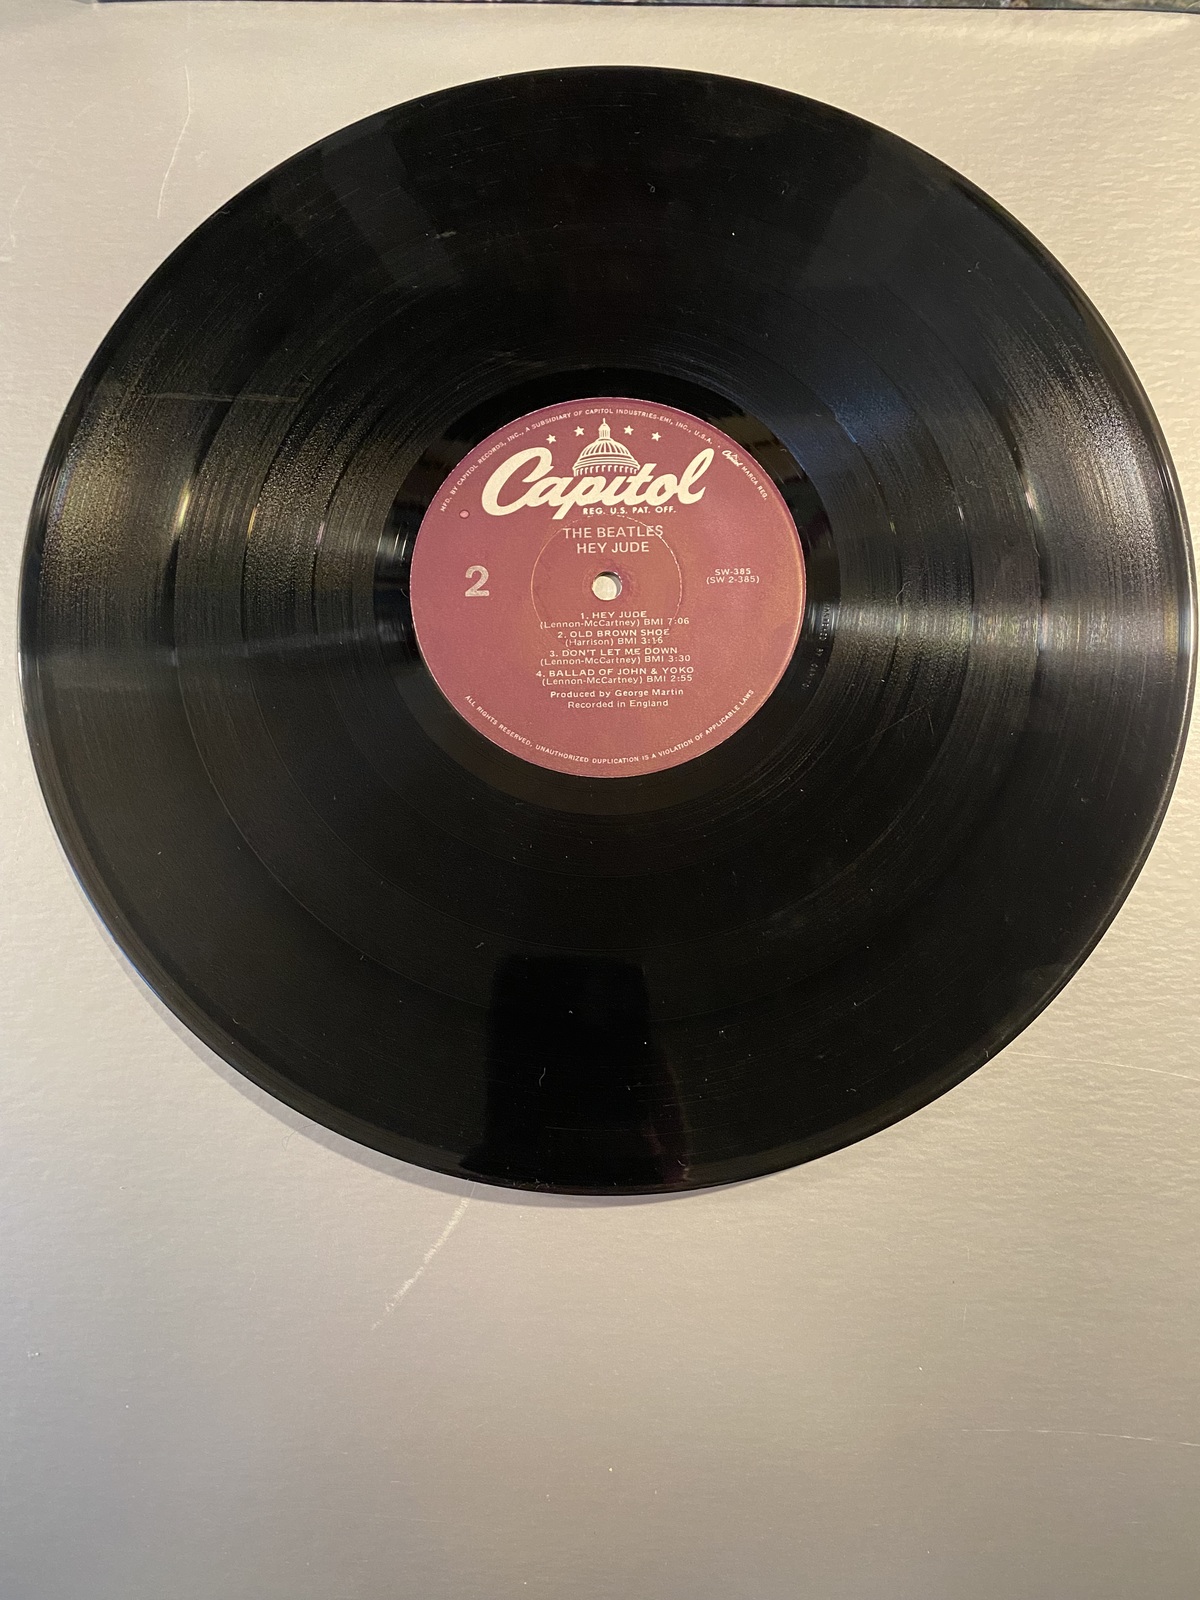 MFD. BY CAPITOL RECORDS, INC., A SUBSIDIARY OF CAPITOL INDUSTRIES-EMI, INC., U.S.A. • Capitol MARCA REG.
Capitol
REG. U.S. PAT. OFF.
THE BEATLES
HEY JUDE
2
SW-385
(SW 2-385)
1. HEY JUDE
(Lennon-McCartney) BMI 7:06
2. OLD BROWN SHOE
(Harrison) BMI 3:16
3. DON'T LET ME DOWN
(Lennon-McCartney) BMI 3:30
4. BALLAD OF JOHN & YOKO
(Lennon-McCartney) BMI 2:55
Produced by George Martin
Recorded in England
ALL RIGHTS RESERVED, UNAUTHORIZED DUPLICATION IS A VIOLATION OF APPLICABLE LAWS